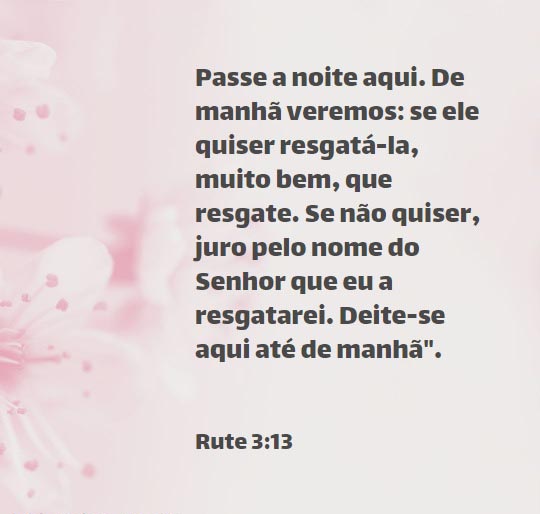 Passe a noite aqui. De
manhã veremos: se ele
quiser resgatá-la,
muito bem, que
resgate. Se não quiser,
juro pelo nome do
Senhor que eu a
resgatarei. Deite-se
aqui até de manhã".
Rute 3:13